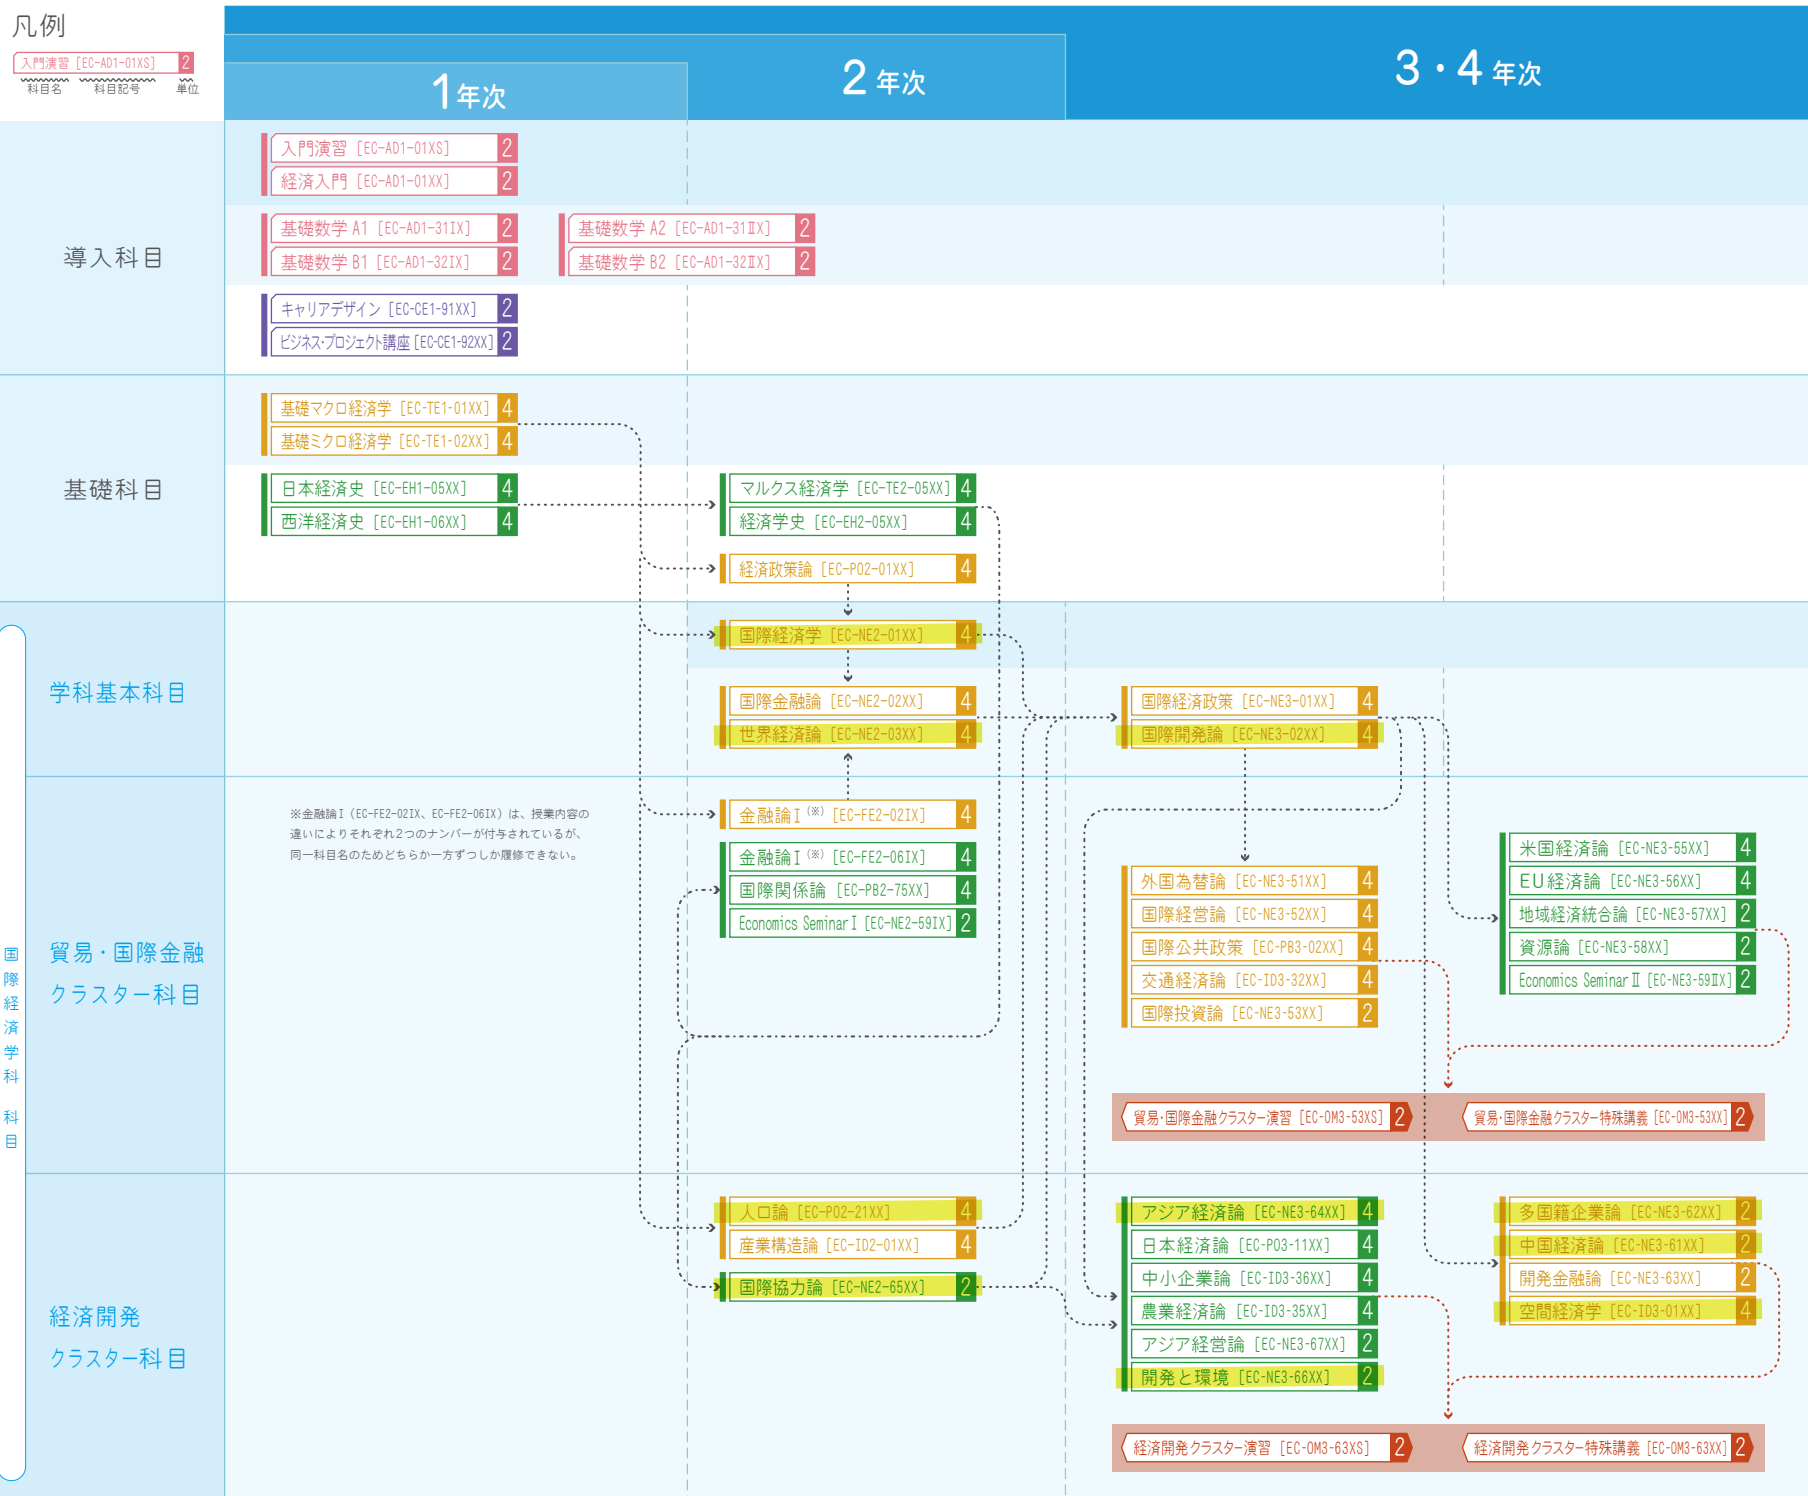 凡例
入門演習 [EC-AD1-01XS] 2
科目名 科目記号 単位
1年次
2年次
3・4年次
導入科目
入門演習 [EC-AD1-01XS] 2
経済入門 [EC-AD1-01XX] 2
基礎数学 A1 [EC-AD1-31IX] 2
基礎数学 B1 [EC-AD1-32IX] 2
基礎数学 A2 [EC-AD1-31ⅡX] 2
基礎数学 B2 [EC-AD1-32ⅡX] 2
キャリアデザイン [EC-CE1-91XX] 2
ビジネス・プロジェクト講座 [EC-CE1-92XX] 2
基礎科目
基礎マクロ経済学 [EC-TE1-01XX] 4
基礎ミクロ経済学 [EC-TE1-02XX] 4
日本経済史 [EC-EH1-05XX] 4
西洋経済史 [EC-EH1-06XX] 4
マルクス経済学 [EC-TE2-05XX] 4
経済学史 [EC-EH2-05XX] 4
経済政策論 [EC-PO2-01XX] 4
国際経済学科 科目
学科基本科目
国際経済学 [EC-NE2-01XX] 4
国際金融論 [EC-NE2-02XX] 4
世界経済論 [EC-NE2-03XX] 4
国際経済政策 [EC-NE3-01XX] 4
国際開発論 [EC-NE3-02XX] 4
貿易・国際金融
クラスター科目
※金融論Ⅰ(EC-FE2-02IX、EC-FE2-06IX)は、授業内容の
違いによりそれぞれ2つのナンバーが付与されているが、
同一科目名のためどちらか一方ずつしか履修できない。
金融論Ⅰ(※) [EC-FE2-02IX] 4
金融論Ⅰ(※) [EC-FE2-06IX] 4
国際関係論 [EC-PB2-75XX] 4
Economics SeminarⅠ [EC-NE2-59IX] 2
外国為替論 [EC-NE3-51XX] 4
国際経営論 [EC-NE3-52XX] 4
国際公共政策 [EC-PB3-02XX] 4
交通経済論 [EC-ID3-32XX] 4
国際投資論 [EC-NE3-53XX] 2
米国経済論 [EC-NE3-55XX] 4
EU経済論 [EC-NE3-56XX] 4
地域経済統合論 [EC-NE3-57XX] 2
資源論 [EC-NE3-58XX] 2
Economics SeminarⅡ [EC-NE3-59ⅡX] 2
貿易・国際金融クラスター演習 [EC-OM3-53XS] 2
貿易・国際金融クラスター特殊講義 [EC-OM3-53XX] 2
経済開発
クラスター科目
人口論 [EC-PO2-21XX] 4
産業構造論 [EC-ID2-01XX] 4
国際協力論 [EC-NE2-65XX] 2
アジア経済論 [EC-NE3-64XX] 4
日本経済論 [EC-PO3-11XX] 4
中小企業論 [EC-ID3-36XX] 4
農業経済論 [EC-ID3-35XX] 4
アジア経営論 [EC-NE3-67XX] 2
開発と環境 [EC-NE3-66XX] 2
多国籍企業論 [EC-NE3-62XX] 2
中国経済論 [EC-NE3-61XX] 2
開発金融論 [EC-NE3-63XX] 2
空間経済学 [EC-ID3-01XX] 4
経済開発クラスター演習 [EC-OM3-63XS] 2
経済開発クラスター特殊講義 [EC-OM3-63XX] 2